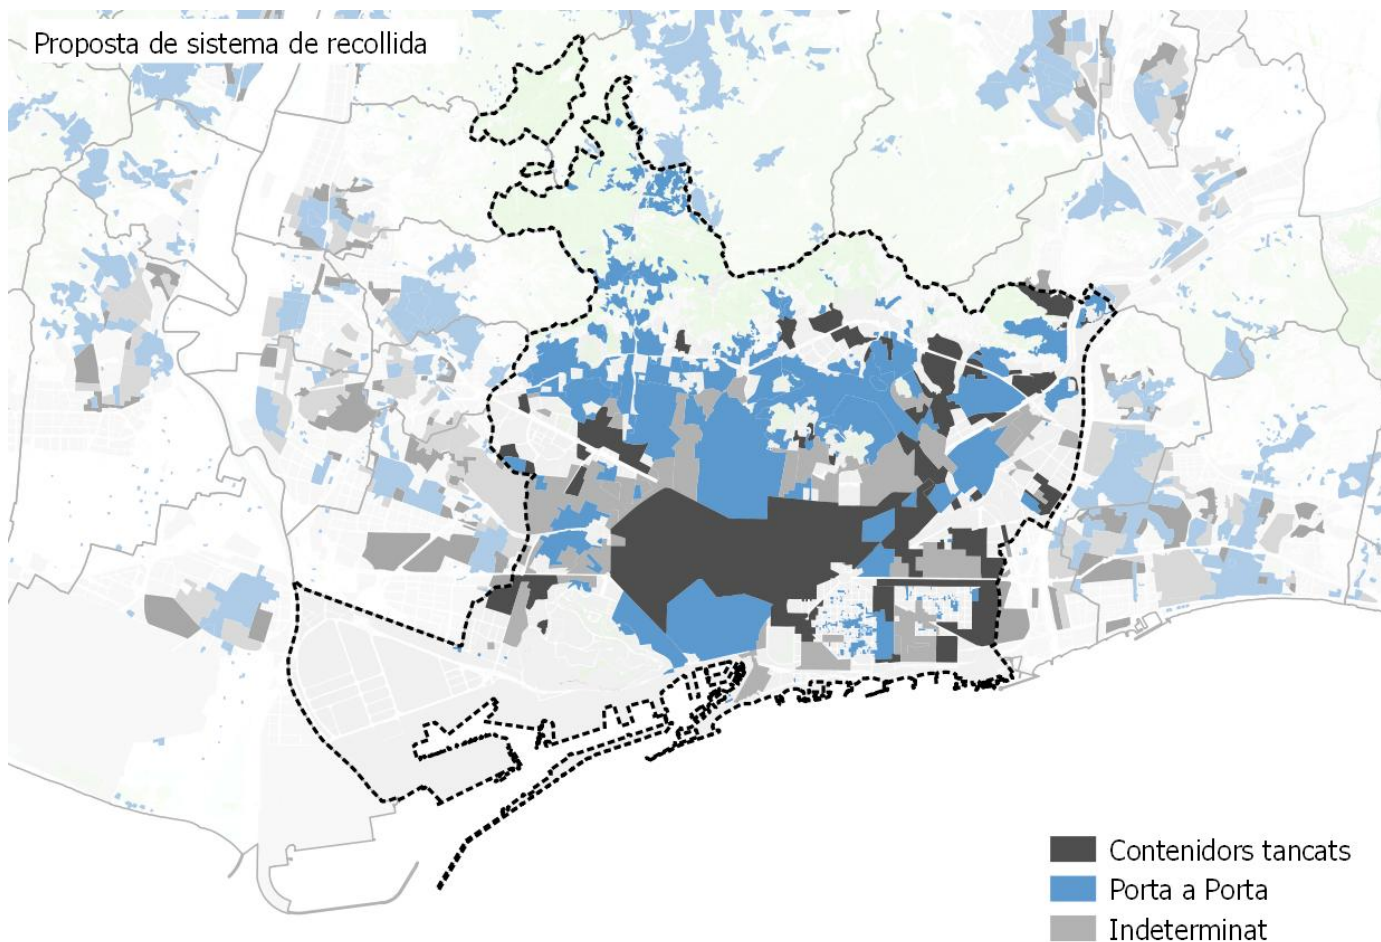 Proposta de sistema de recollida
Contenidors tancats
Porta a Porta
Indeterminat